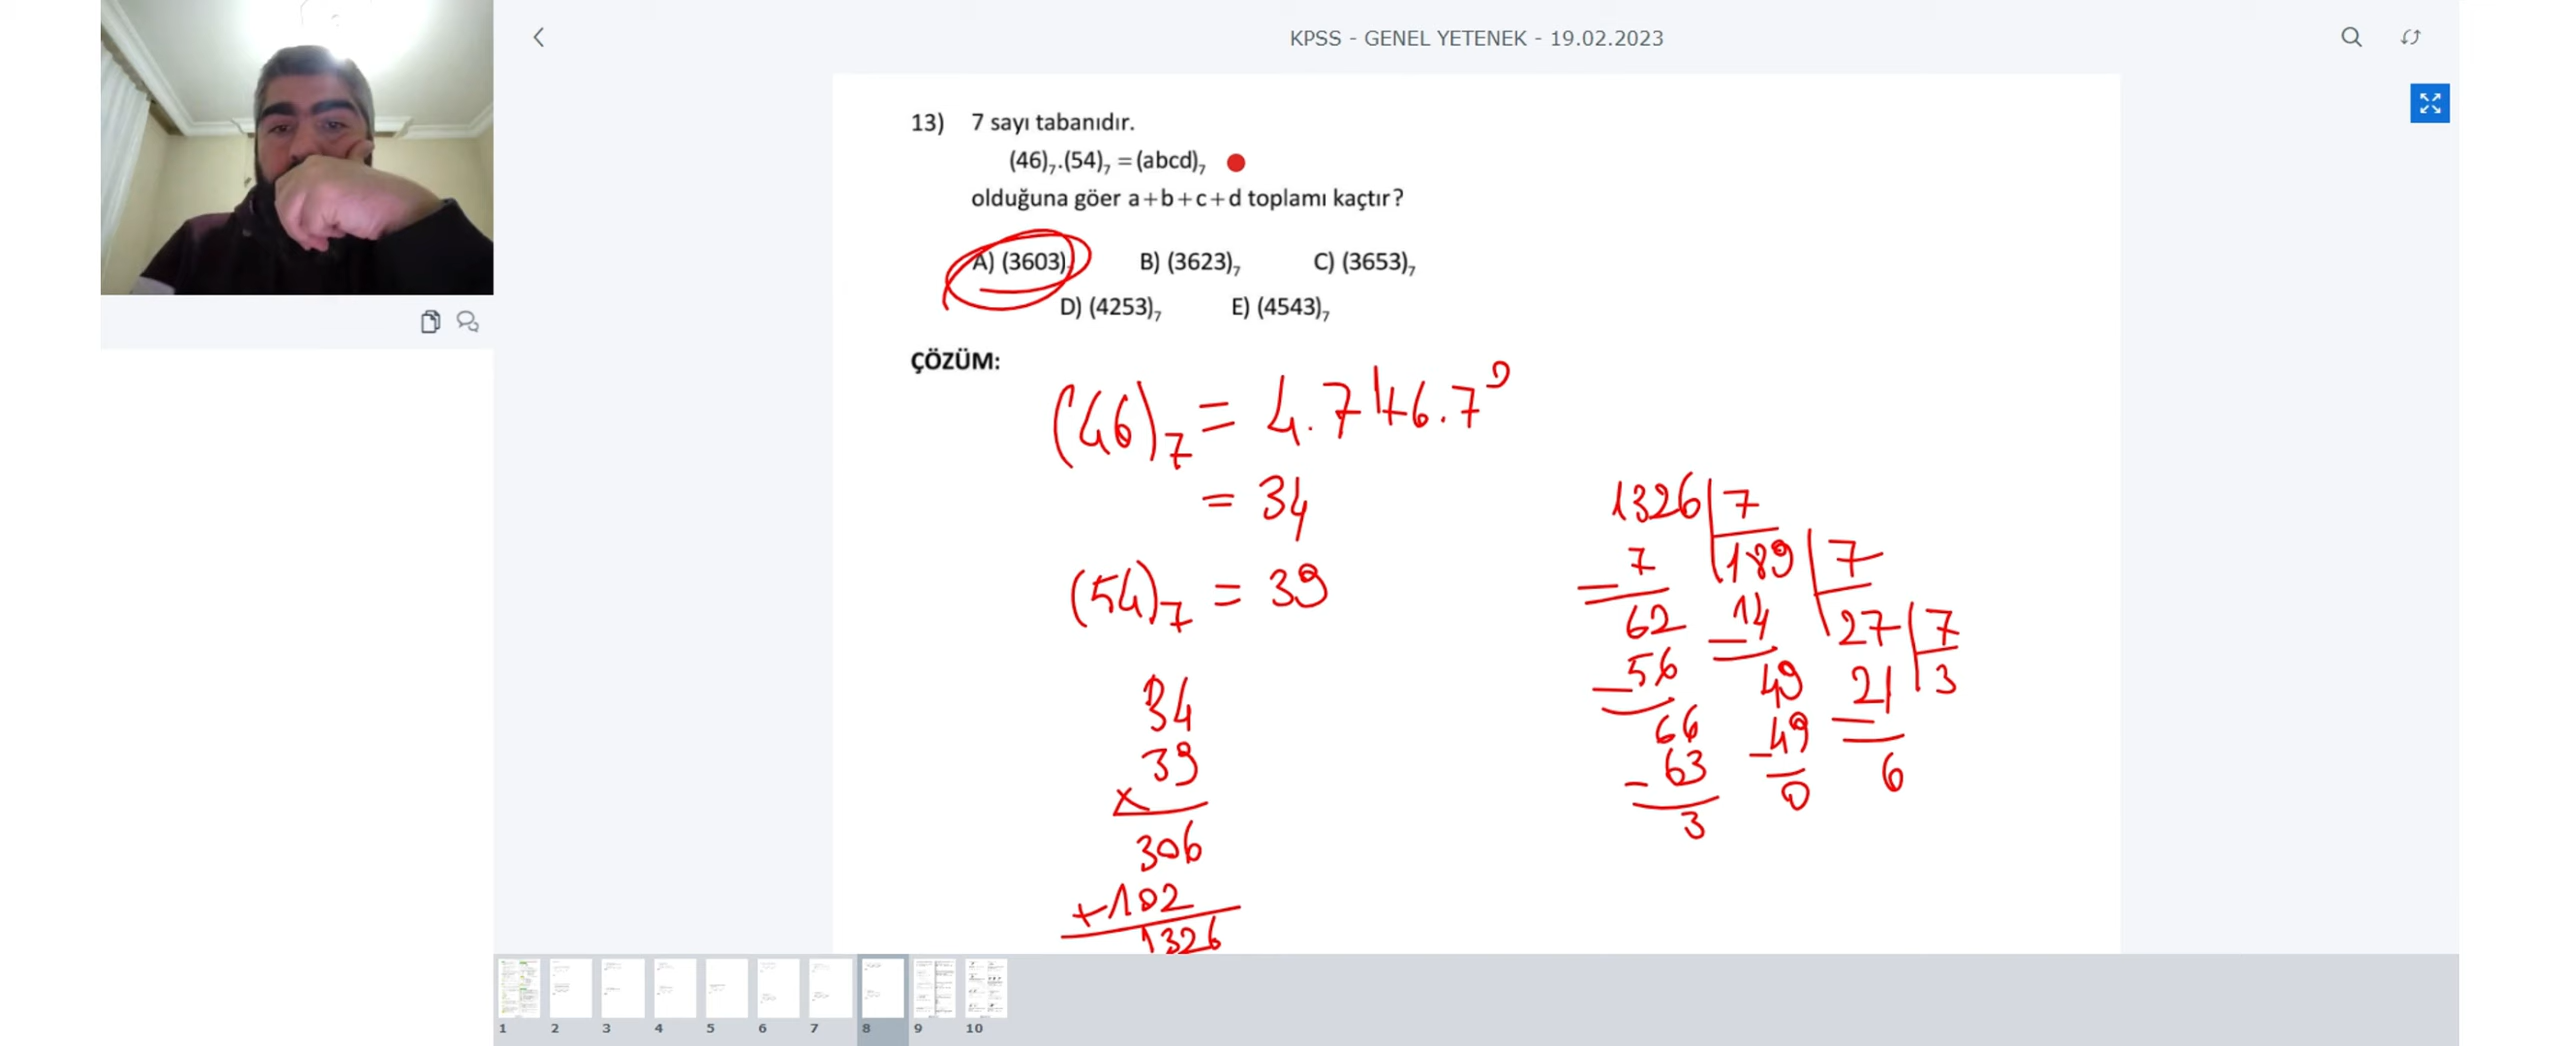 KPSS - GENEL YETENEK - 19.02.2023
13) 7 sayı tabanıdır.
(46)₇.(54)₇ = (abcd)₇
olduğuna göer a+b+c+d toplamı kaçtır?
A) (3603) B) (3623)₇ C) (3653)₇
D) (4253)₇ E) (4543)₇
ÇÖZÜM:
(46)₇ = 4.7¹+6.7⁰
= 34
(54)₇ = 39
34
39
x
306
+102
1326
1326 7
7 189 7
62 14 27 7
56 49 21 3
66 49 6
63 0
3
1 2 3 4 5 6 7 8 9 10